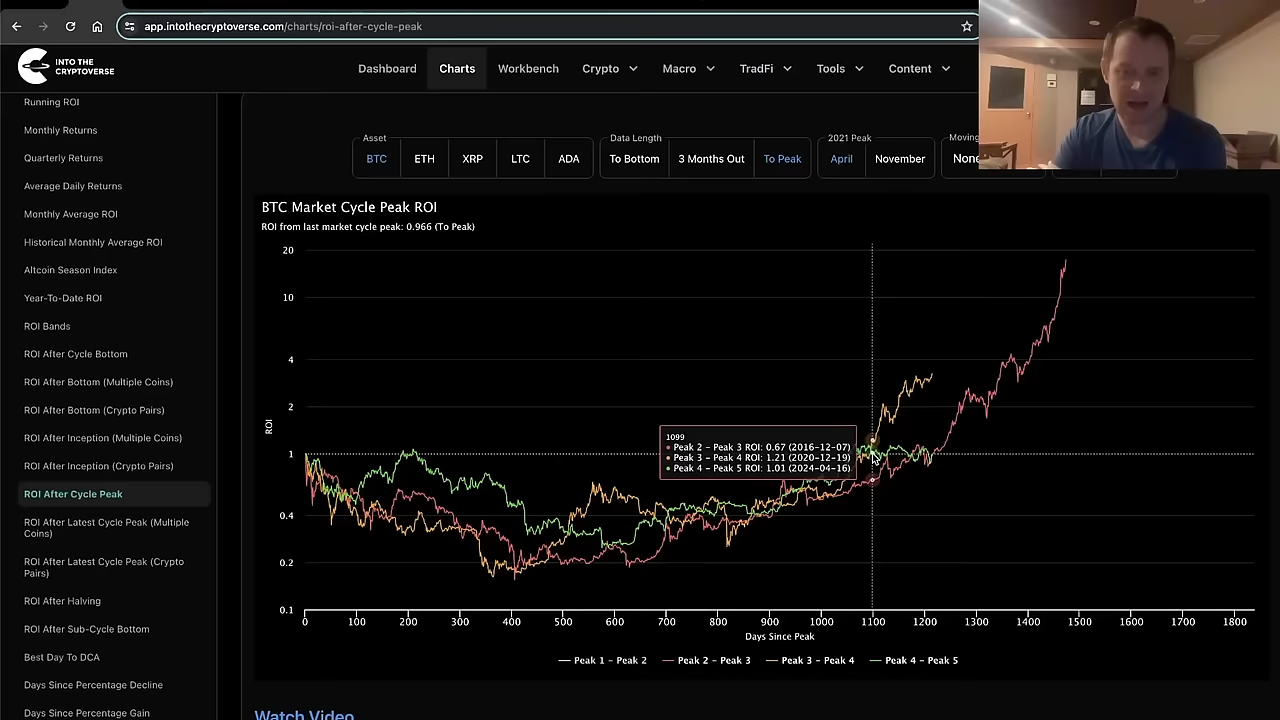 app.intothecryptoverse.com/charts/roi-after-cycle-peak
INTO THE
CRYPTOVERSE
Dashboard
Charts
Workbench
Crypto
Macro
TradFi
Tools
Content
Running ROI
Monthly Returns
Quarterly Returns
Average Daily Returns
Monthly Average ROI
Historical Monthly Average ROI
Altcoin Season Index
Year-To-Date ROI
ROI Bands
ROI After Cycle Bottom
ROI After Bottom (Multiple Coins)
ROI After Bottom (Crypto Pairs)
ROI After Inception (Multiple Coins)
ROI After Inception (Crypto Pairs)
ROI After Cycle Peak
ROI After Latest Cycle Peak (Multiple
Coins)
ROI After Latest Cycle Peak (Crypto
Pairs)
ROI After Halving
ROI After Sub-Cycle Bottom
Best Day To DCA
Days Since Percentage Decline
Days Since Percentage Gain
Asset
BTC
ETH
XRP
LTC
ADA
Data Length
To Bottom
3 Months Out
To Peak
2021 Peak
April
November
Moving
None
BTC Market Cycle Peak ROI
ROI from last market cycle peak: 0.966 (To Peak)
20
10
4
2
1
0.4
0.2
0.1
ROI
1099
Peak 2 – Peak 3 ROI: 0.67 (2016-12-07)
Peak 3 – Peak 4 ROI: 1.21 (2020-12-19)
Peak 4 – Peak 5 ROI: 1.01 (2024-04-16)
0 100 200 300 400 500 600 700 800 900 1000 1100 1200 1300 1400 1500 1600 1700 1800
Days Since Peak
Peak 1 – Peak 2
Peak 2 – Peak 3
Peak 3 – Peak 4
Peak 4 – Peak 5
Watch Video